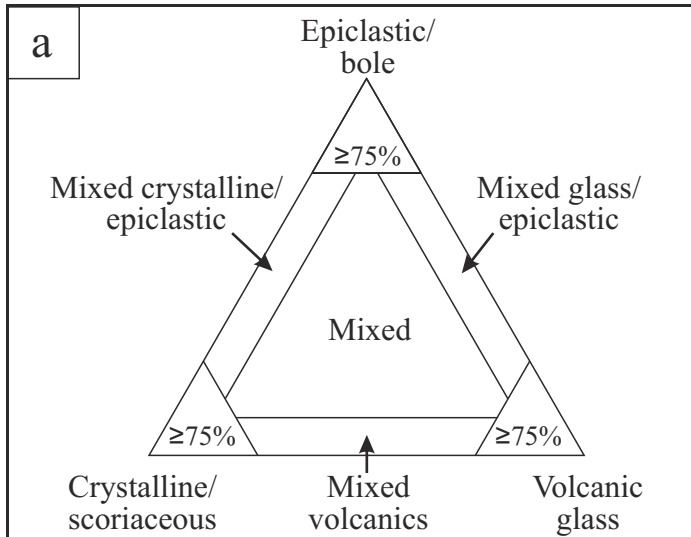 a
Epiclastic/
bole
≥75%
Mixed crystalline/
epiclastic
Mixed glass/
epiclastic
Mixed
≥75%
≥75%
Crystalline/
scoriaceous
Mixed
volcanics
Volcanic
glass